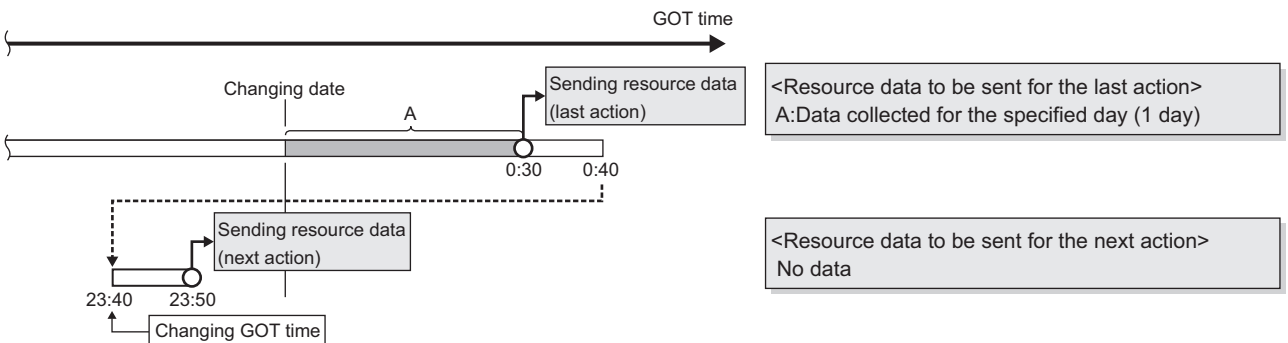 GOT time
Changing date
A
Sending resource data
(last action)
0:30
0:40
<Resource data to be sent for the last action>
A:Data collected for the specified day (1 day)
Sending resource data
(next action)
23:40
23:50
Changing GOT time
<Resource data to be sent for the next action>
No data